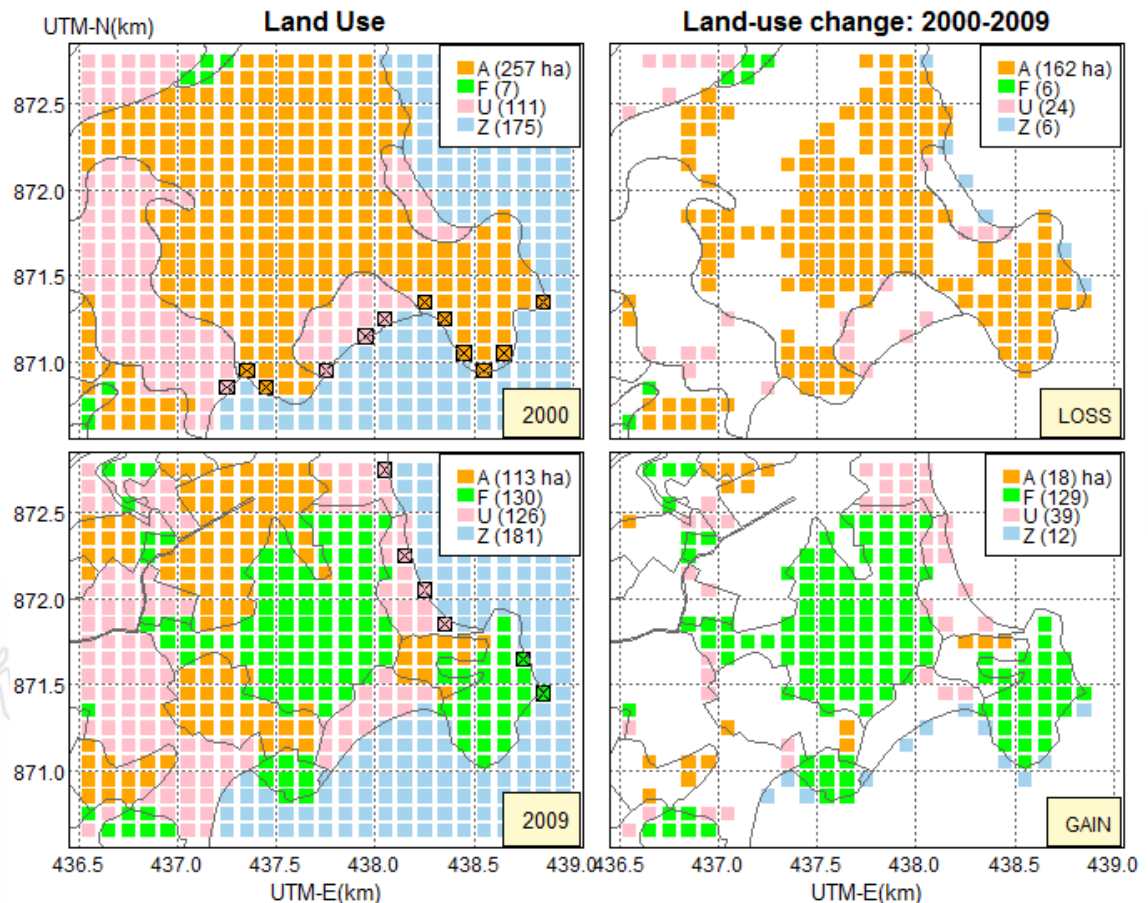 Land Use
Land-use change: 2000-2009
UTM-N(km)
A (257 ha)
F (7)
U (111)
Z (175)
A (162 ha)
F (6)
U (24)
Z (6)
872.5
872.0
871.5
871.0
2000
LOSS
A (113 ha)
F (130)
U (126)
Z (181)
A (18) ha)
F (129)
U (39)
Z (12)
872.5
872.0
871.5
871.0
2009
GAIN
436.5 437.0 437.5 438.0 438.5 439.0
436.5 437.0 437.5 438.0 438.5 439.0
UTM-E(km)
UTM-E(km)